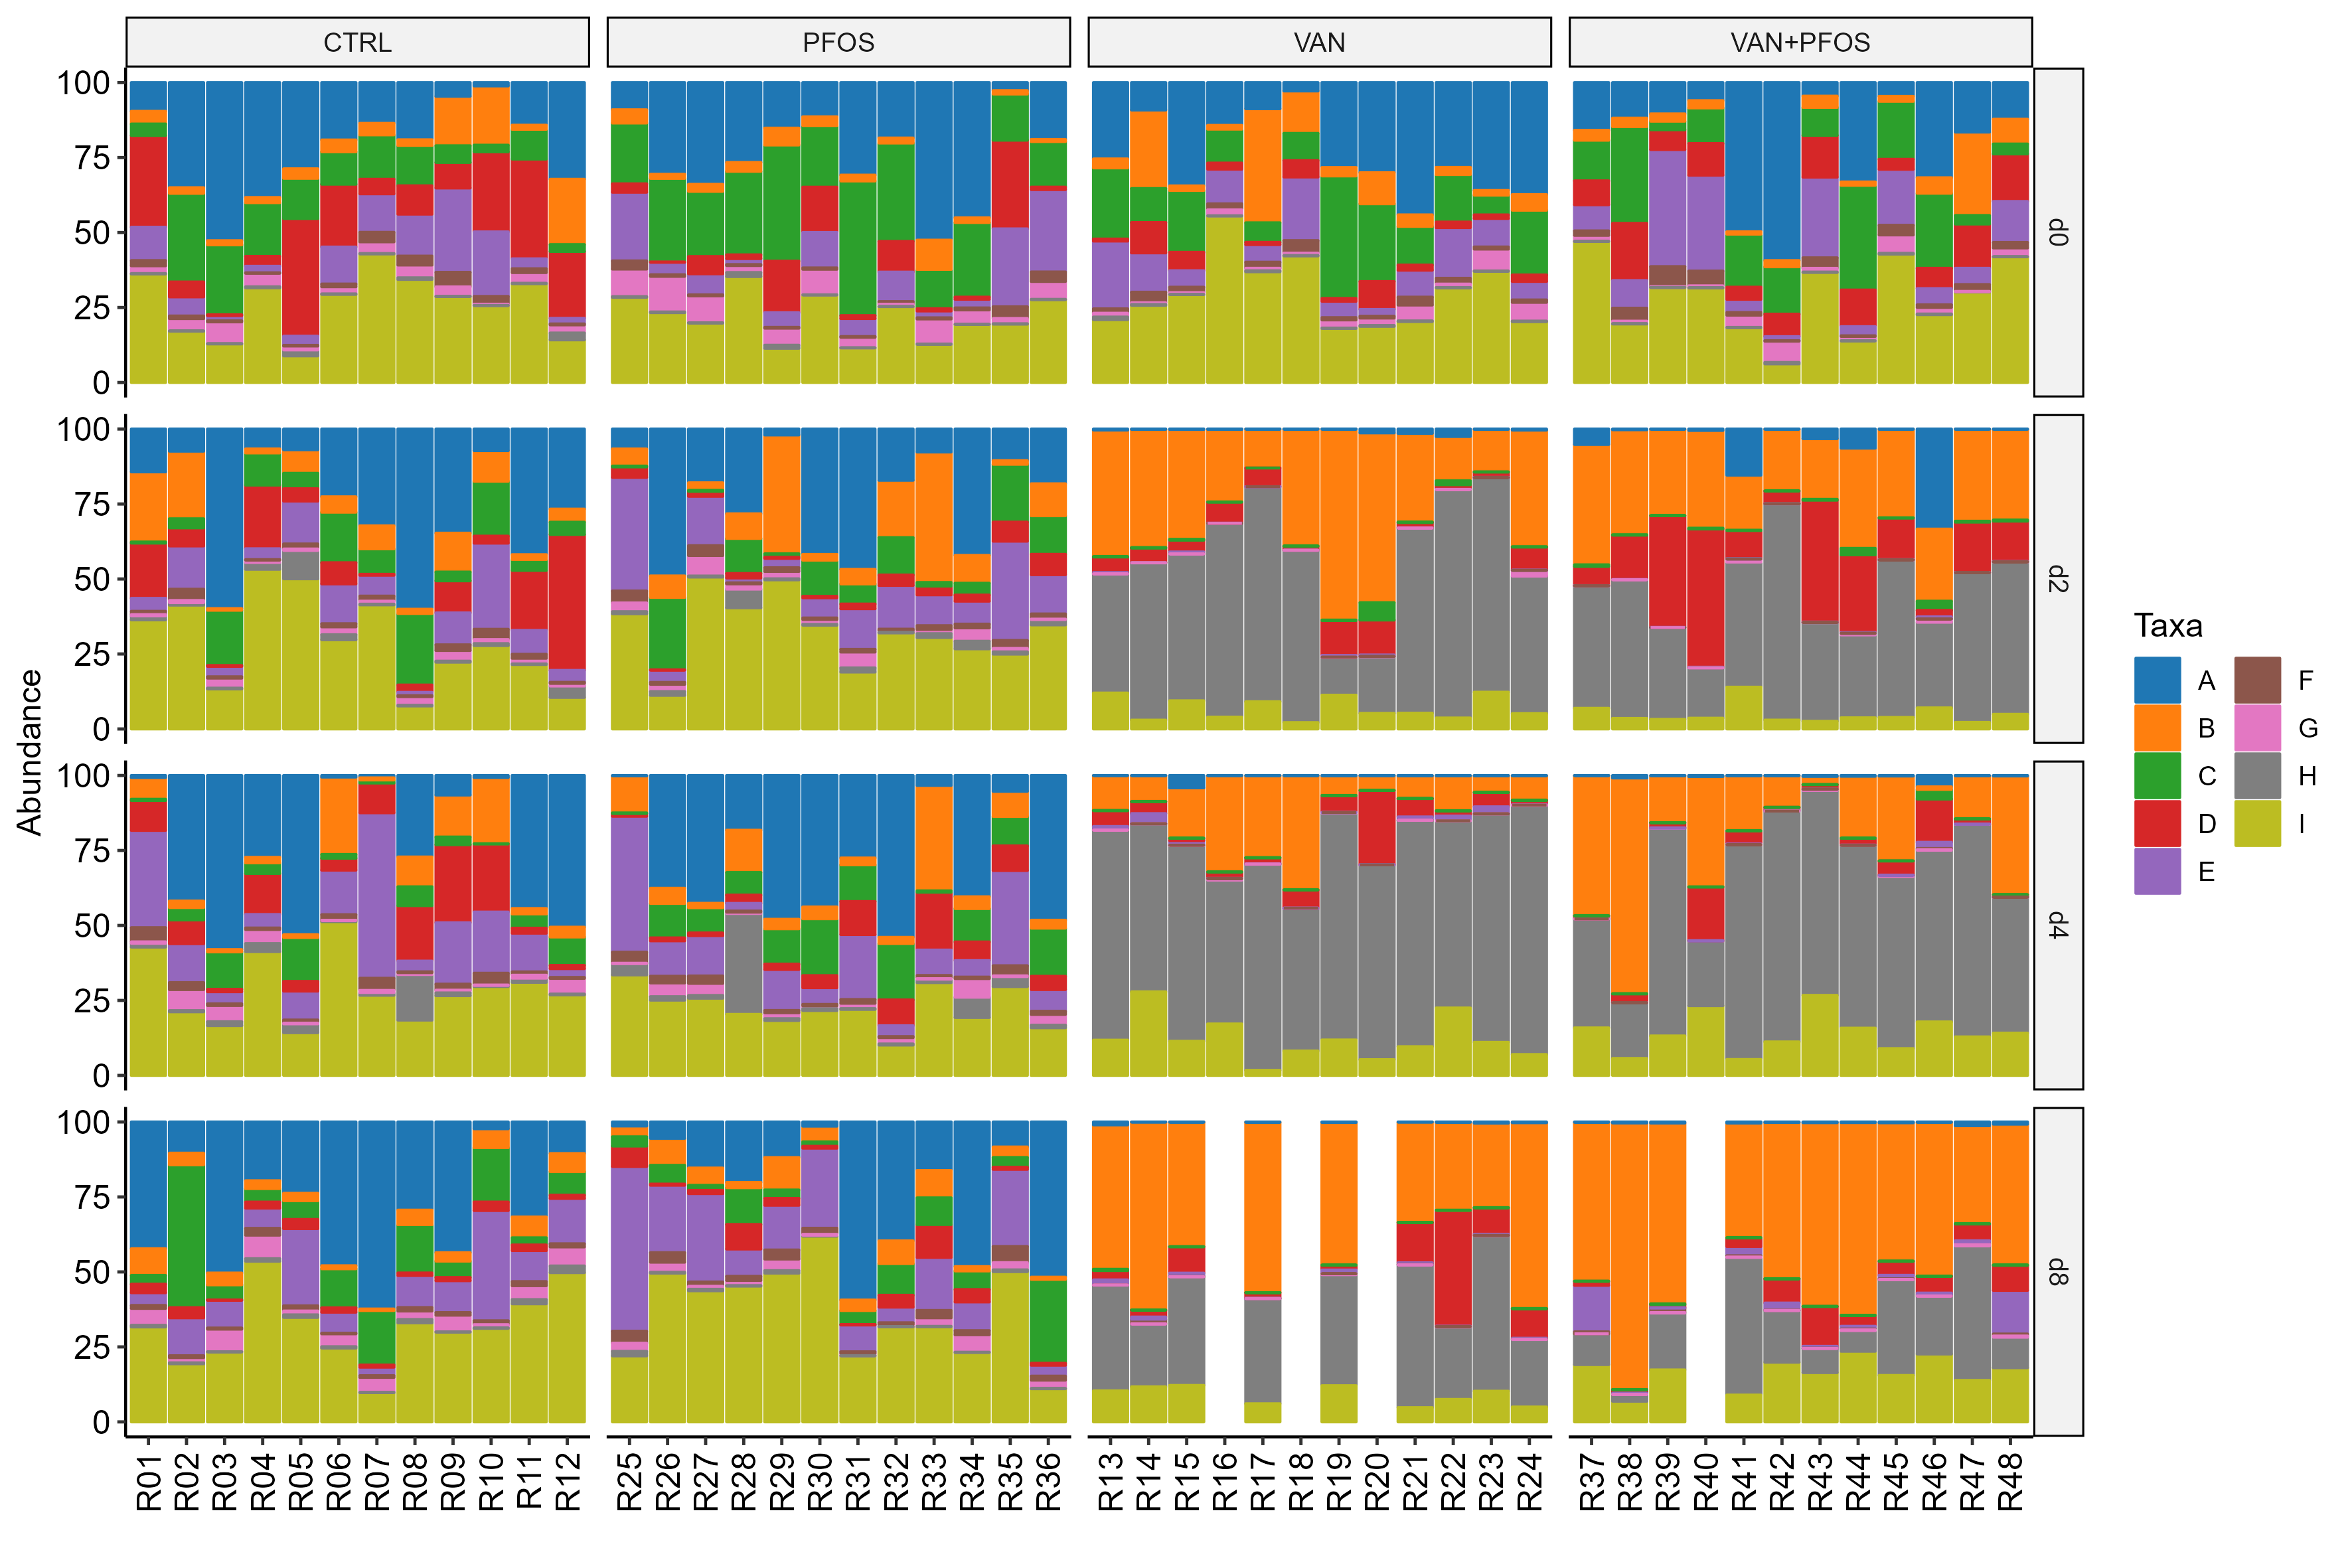 CTRL PFOS VAN VAN+PFOS
100
75
50
25
0
d0
100
75
50
25
0
d2
100
75
50
25
0
d4
100
75
50
25
0
d8
Abundance
R01 R02 R03 R04 R05 R06 R07 R08 R09 R10 R11 R12 R25 R26 R27 R28 R29 R30 R31 R32 R33 R34 R35 R36 R13 R14 R15 R16 R17 R18 R19 R20 R21 R22 R23 R24 R37 R38 R39 R40 R41 R42 R43 R44 R45 R46 R47 R48
Taxa
A F
B G
C H
D I
E